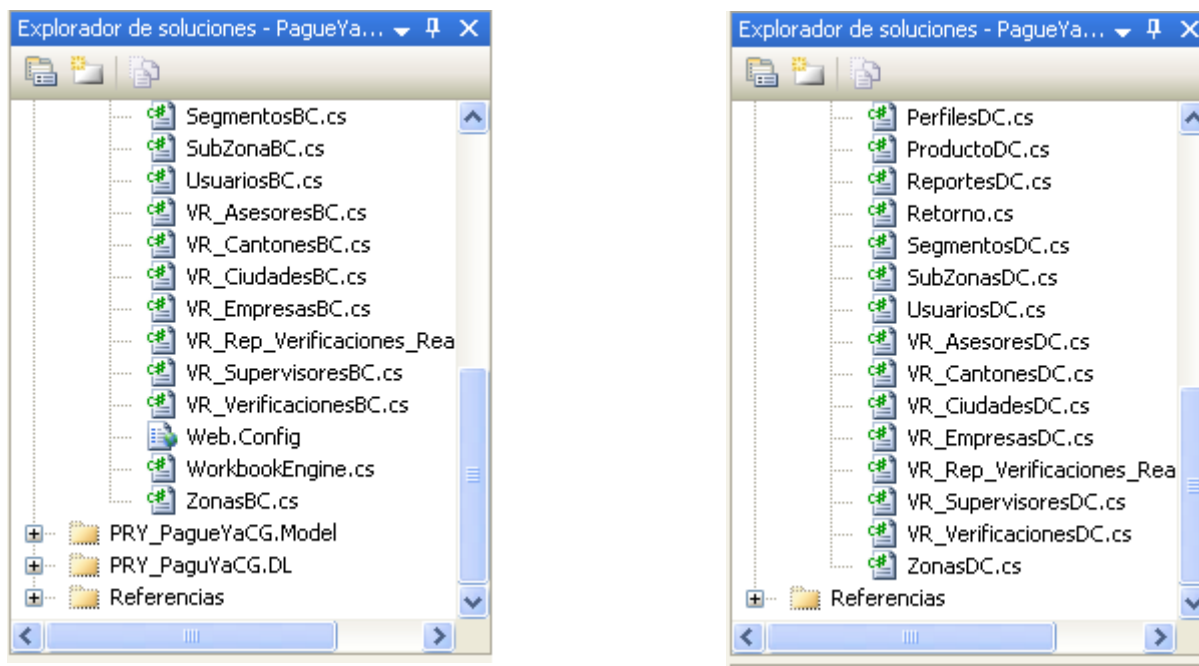 Explorador de soluciones - PagueYa...
SegmentosBC.cs
SubZonaBC.cs
UsuariosBC.cs
VR_AsesoresBC.cs
VR_CantonesBC.cs
VR_CiudadesBC.cs
VR_EmpresasBC.cs
VR_Rep_Verificaciones_Rea
VR_SupervisoresBC.cs
VR_VerificacionesBC.cs
Web.Config
WorkbookEngine.cs
ZonasBC.cs
PRY_PagueYaCG.Model
PRY_PaguYaCG.DL
Referencias
Explorador de soluciones - PagueYa...
PerfilesDC.cs
ProductoDC.cs
ReportesDC.cs
Retorno.cs
SegmentosDC.cs
SubZonasDC.cs
UsuariosDC.cs
VR_AsesoresDC.cs
VR_CantonesDC.cs
VR_CiudadesDC.cs
VR_EmpresasDC.cs
VR_Rep_Verificaciones_Rea
VR_SupervisoresDC.cs
VR_VerificacionesDC.cs
ZonasDC.cs
Referencias